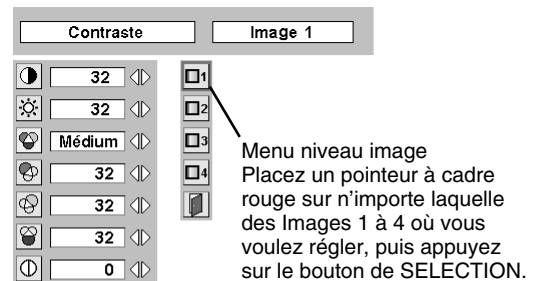 Contraste Image 1
32
32
Médium
32
32
32
0
1
2
3
4
Menu niveau image
Placez un pointeur à cadre
rouge sur n'importe laquelle
des Images 1 à 4 où vous
voulez régler, puis appuyez
sur le bouton de SELECTION.